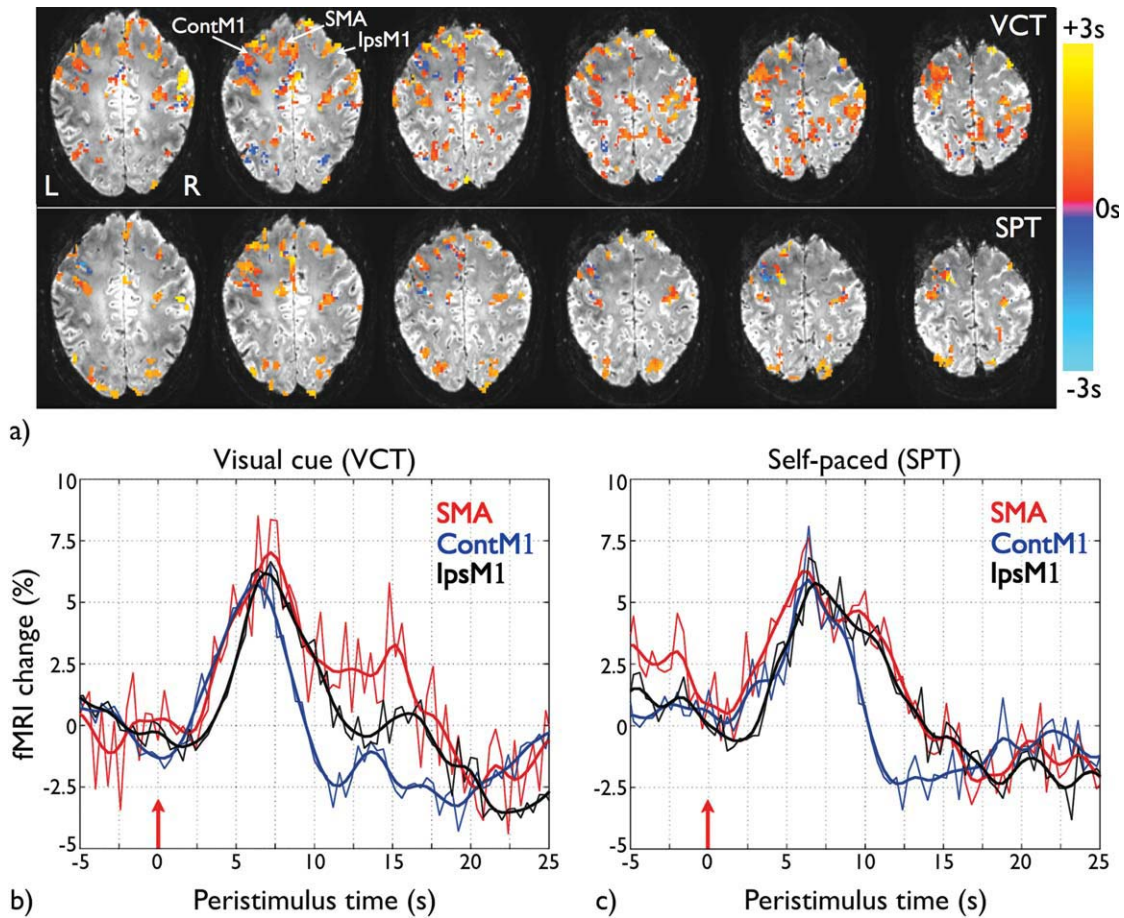 ContM1
SMA
IpsM1
VCT
+3s
L
R
0s
SPT
-3s
a)
Visual cue (VCT)
Self-paced (SPT)
fMRI change (%)
10
7.5
5
2.5
0
-2.5
-5
SMA
ContM1
IpsM1
-5
0
5
10
15
20
25
b)
Peristimulus time (s)
10
7.5
5
2.5
0
-2.5
-5
SMA
ContM1
IpsM1
-5
0
5
10
15
20
25
c)
Peristimulus time (s)